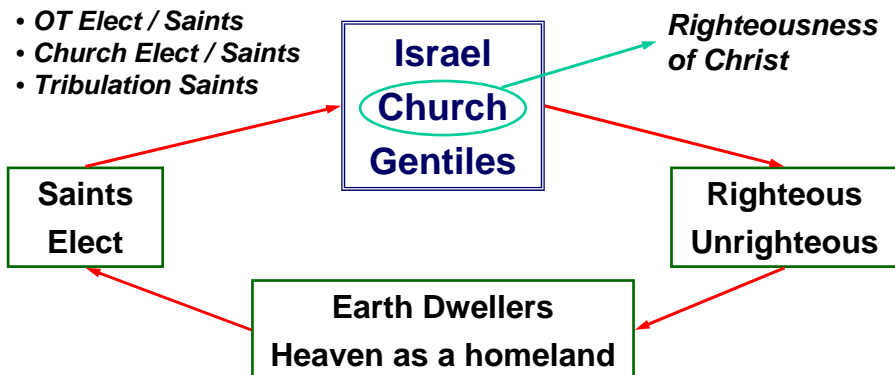 • OT Elect / Saints
• Church Elect / Saints
• Tribulation Saints
Israel
Church
Gentiles
Righteousness
of Christ
Saints
Elect
Righteous
Unrighteous
Earth Dwellers
Heaven as a homeland